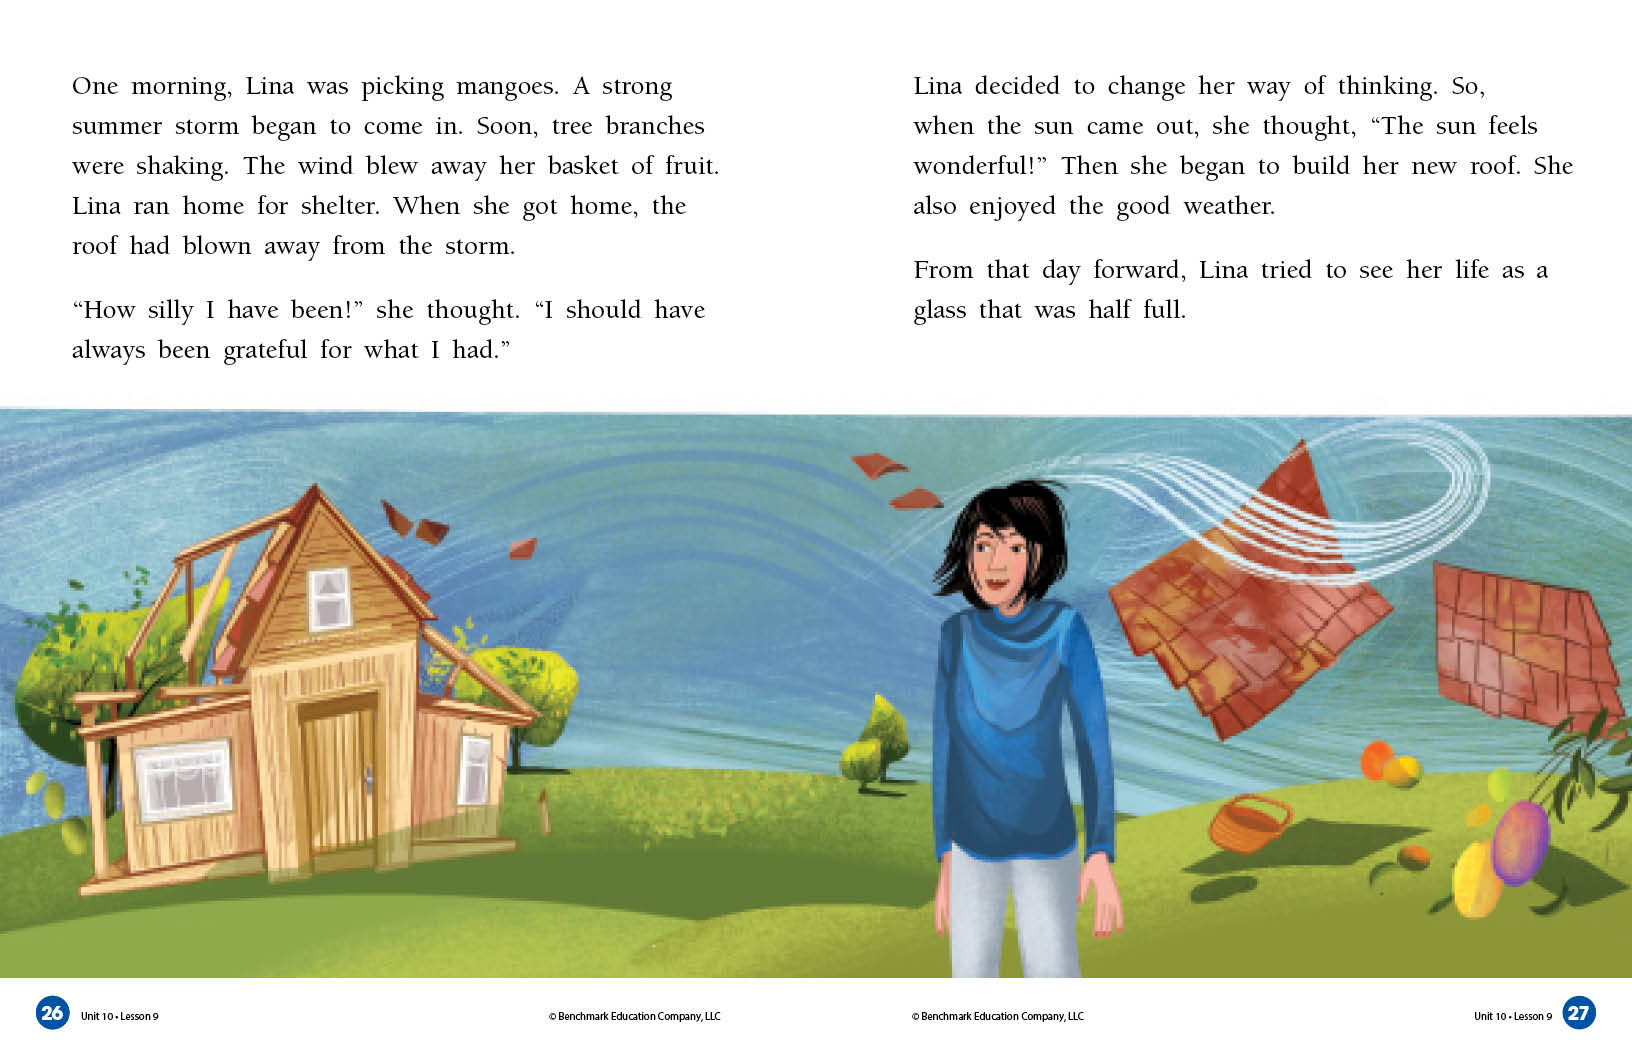 One morning, Lina was picking mangoes. A strong
summer storm began to come in. Soon, tree branches
were shaking. The wind blew away her basket of fruit.
Lina ran home for shelter. When she got home, the
roof had blown away from the storm.
“How silly I have been!” she thought. “I should have
always been grateful for what I had.”
26
Unit 10 • Lesson 9
© Benchmark Education Company, LLC
Lina decided to change her way of thinking. So,
when the sun came out, she thought, “The sun feels
wonderful!” Then she began to build her new roof. She
also enjoyed the good weather.
From that day forward, Lina tried to see her life as a
glass that was half full.
© Benchmark Education Company, LLC
Unit 10 • Lesson 9
27